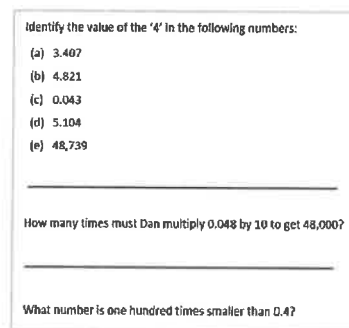 Identify the value of the '4' in the following numbers:
(a) 3.407
(b) 4.821
(c) 0.043
(d) 5.104
(e) 48,739
How many times must Dan multiply 0.048 by 10 to get 48,000?
What number is one hundred times smaller than 0.4?